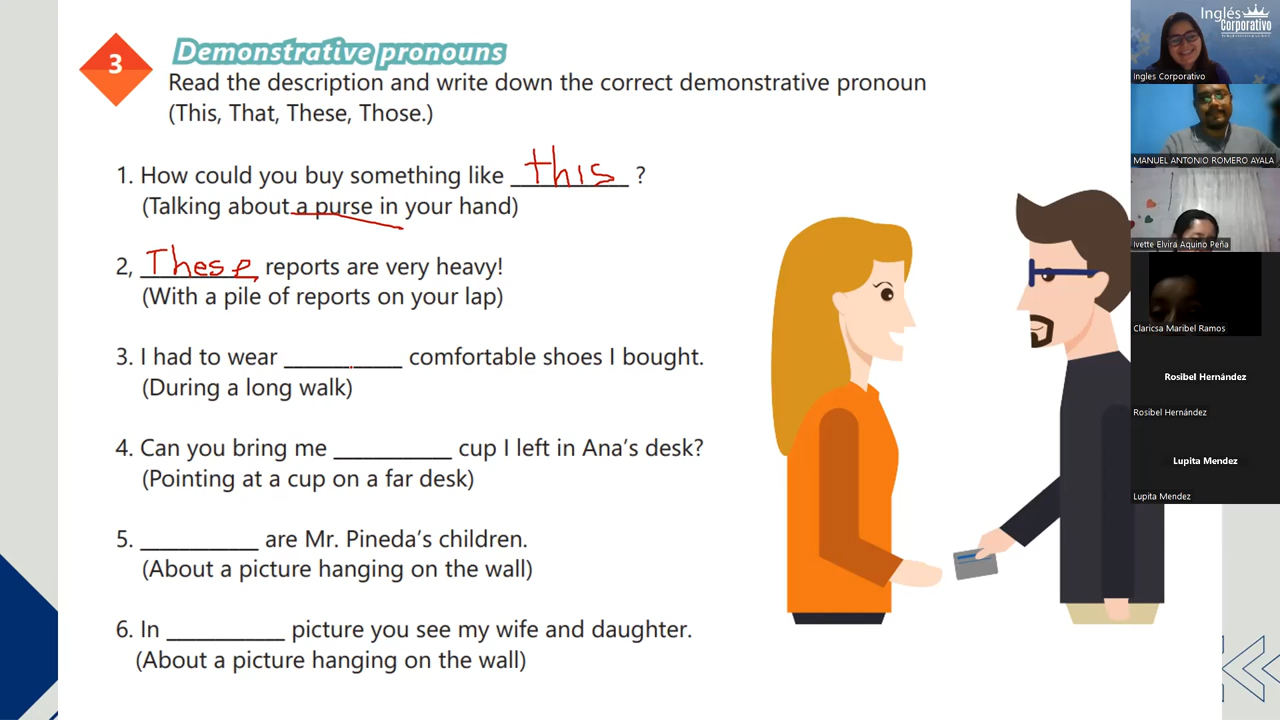 3
Demonstrative pronouns
Read the description and write down the correct demonstrative pronoun
(This, That, These, Those.)
1. How could you buy something like this ?
(Talking about a purse in your hand)
2, These reports are very heavy!
(With a pile of reports on your lap)
3. I had to wear ____________ comfortable shoes I bought.
(During a long walk)
4. Can you bring me ____________ cup I left in Ana’s desk?
(Pointing at a cup on a far desk)
5. ____________ are Mr. Pineda’s children.
(About a picture hanging on the wall)
6. In ____________ picture you see my wife and daughter.
(About a picture hanging on the wall)
Inglés
Corporativo
Ingles Corporativo
MANUEL ANTONIO ROMERO AYALA
Ivette Elvira Aquino Peña
Claricsa Maribel Ramos
Rosibel Hernández
Rosibel Hernández
Lupita Mendez
Lupita Mendez